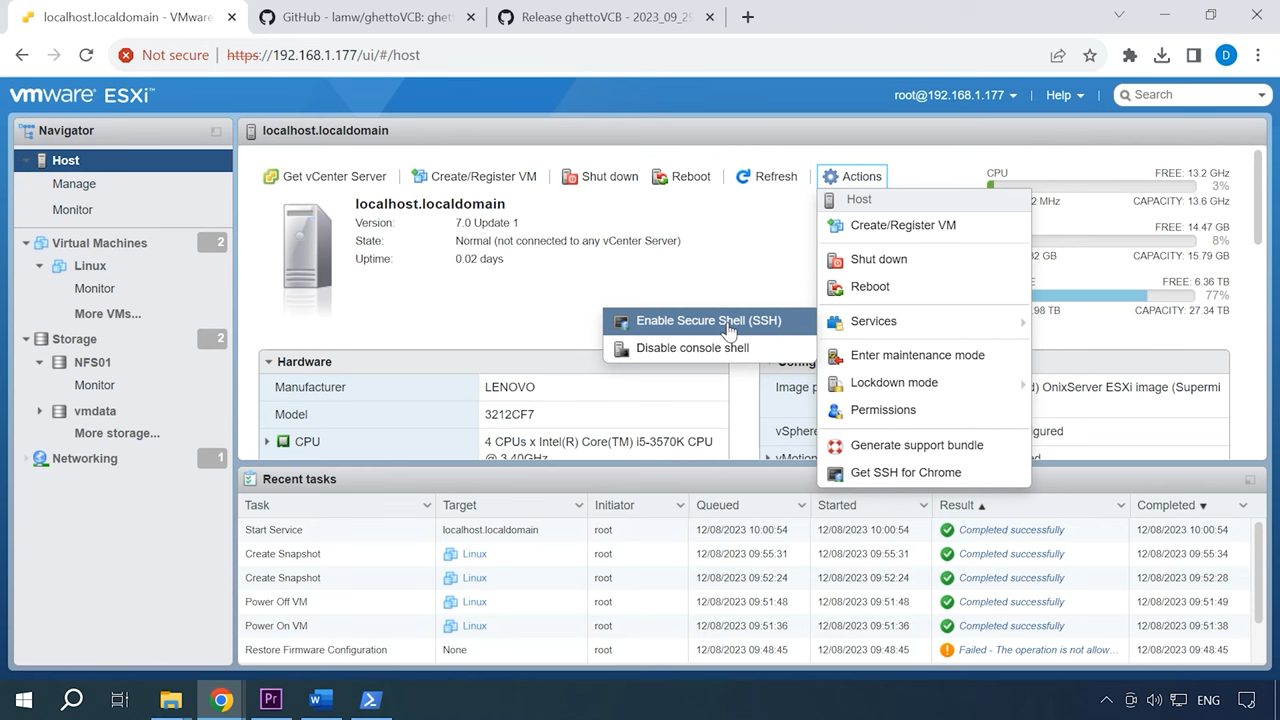 localhost.localdomain - VMware
GitHub - lamw/ghettoVCB: ghet
Release ghettoVCB - 2023_09_25
Not secure
https://192.168.1.177/ui/#/host
D
vmware ESXi
root@192.168.1.177
Help
Search
Navigator
Host
Manage
Monitor
Virtual Machines
2
Linux
Monitor
More VMs...
Storage
2
NFS01
Monitor
vmdata
More storage...
Networking
1
localhost.localdomain
Get vCenter Server
Create/Register VM
Shut down
Reboot
Refresh
Actions
localhost.localdomain
Version:
7.0 Update 1
State:
Normal (not connected to any vCenter Server)
Uptime:
0.02 days
CPU
FREE: 13.2 GHz
3%
MHz
CAPACITY: 13.6 GHz
FREE: 14.47 GB
8%
GB
CAPACITY: 15.79 GB
FREE: 6.36 TB
77%
98 TB
CAPACITY: 27.34 TB
Host
Create/Register VM
Shut down
Reboot
Services
Enter maintenance mode
Lockdown mode
Permissions
Generate support bundle
Get SSH for Chrome
Enable Secure Shell (SSH)
Disable console shell
Hardware
Manufacturer
LENOVO
Model
3212CF7
CPU
4 CPUs x Intel(R) Core(TM) i5-3570K CPU
@ 3.40GHz
Image p
) OnixServer ESXi image (Supermi
vSphere
gured
vMotion
Recent tasks
Task
Target
Initiator
Queued
Started
Result
Completed
Start Service
localhost.localdomain
root
12/08/2023 10:00:54
12/08/2023 10:00:54
Completed successfully
12/08/2023 10:00:54
Create Snapshot
Linux
root
12/08/2023 09:55:31
12/08/2023 09:55:31
Completed successfully
12/08/2023 09:55:34
Create Snapshot
Linux
root
12/08/2023 09:52:24
12/08/2023 09:52:24
Completed successfully
12/08/2023 09:52:28
Power Off VM
Linux
root
12/08/2023 09:51:48
12/08/2023 09:51:48
Completed successfully
12/08/2023 09:51:49
Power On VM
Linux
root
12/08/2023 09:51:36
12/08/2023 09:51:36
Completed successfully
12/08/2023 09:51:38
Restore Firmware Configuration
None
root
12/08/2023 09:48:45
12/08/2023 09:48:45
Failed - The operation is not allow...
12/08/2023 09:48:45
Pr
ENG